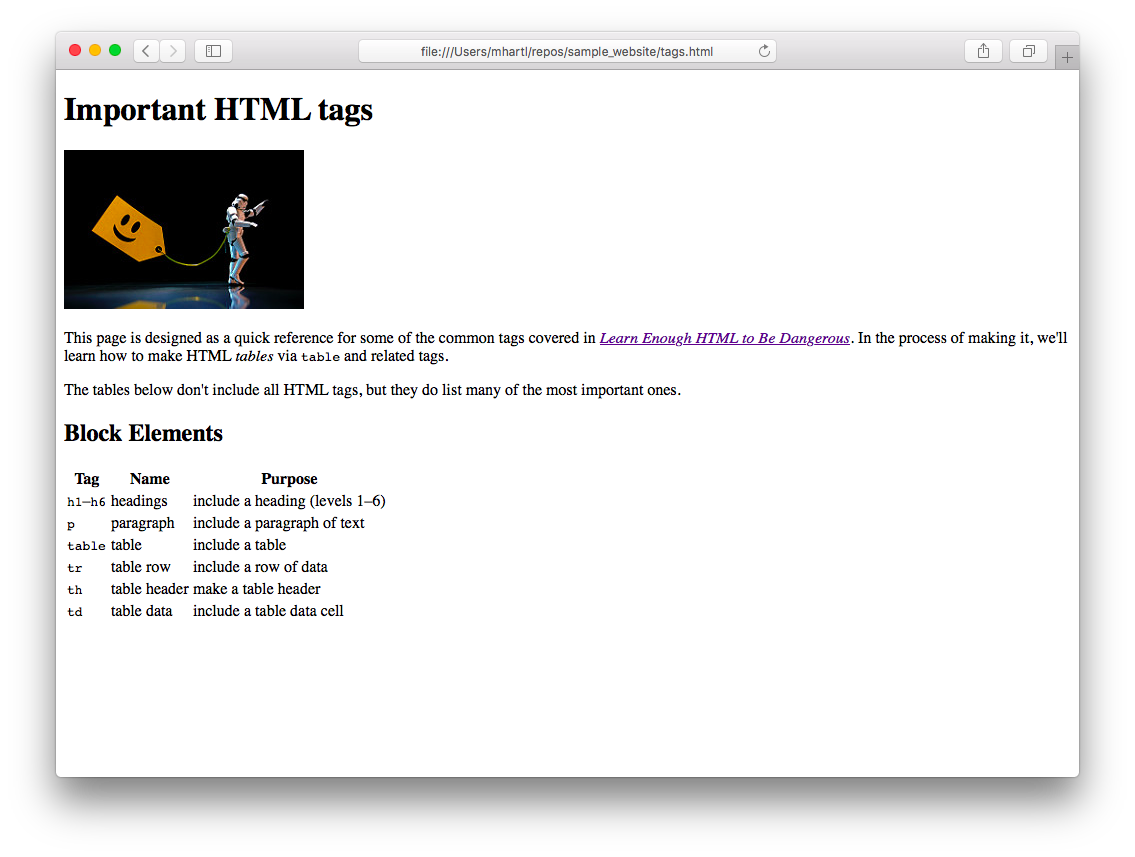 file:///Users/mhartl/repos/sample_website/tags.html
Important HTML tags
This page is designed as a quick reference for some of the common tags covered in Learn Enough HTML to Be Dangerous. In the process of making it, we'll
learn how to make HTML tables via table and related tags.
The tables below don't include all HTML tags, but they do list many of the most important ones.
Block Elements
Tag Name Purpose
h1–h6 headings include a heading (levels 1–6)
p paragraph include a paragraph of text
table table include a table
tr table row include a row of data
th table header make a table header
td table data include a table data cell